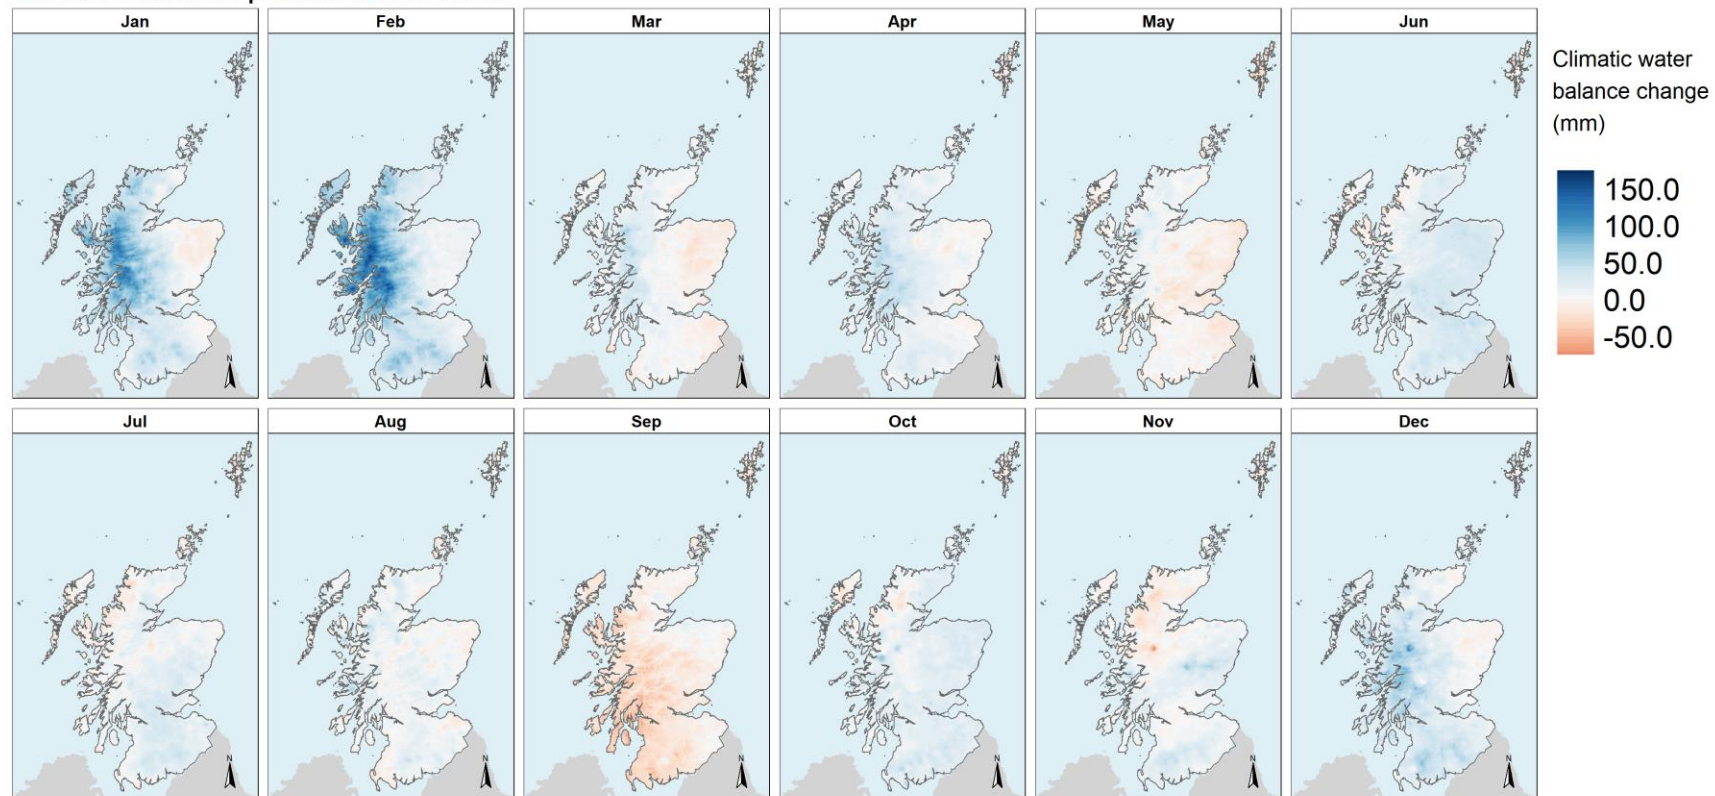 Jan Feb Mar Apr May Jun
Climatic water
balance change
(mm)
150.0
100.0
50.0
0.0
-50.0
N N N N N N
Jul Aug Sep Oct Nov Dec
N N N N N N